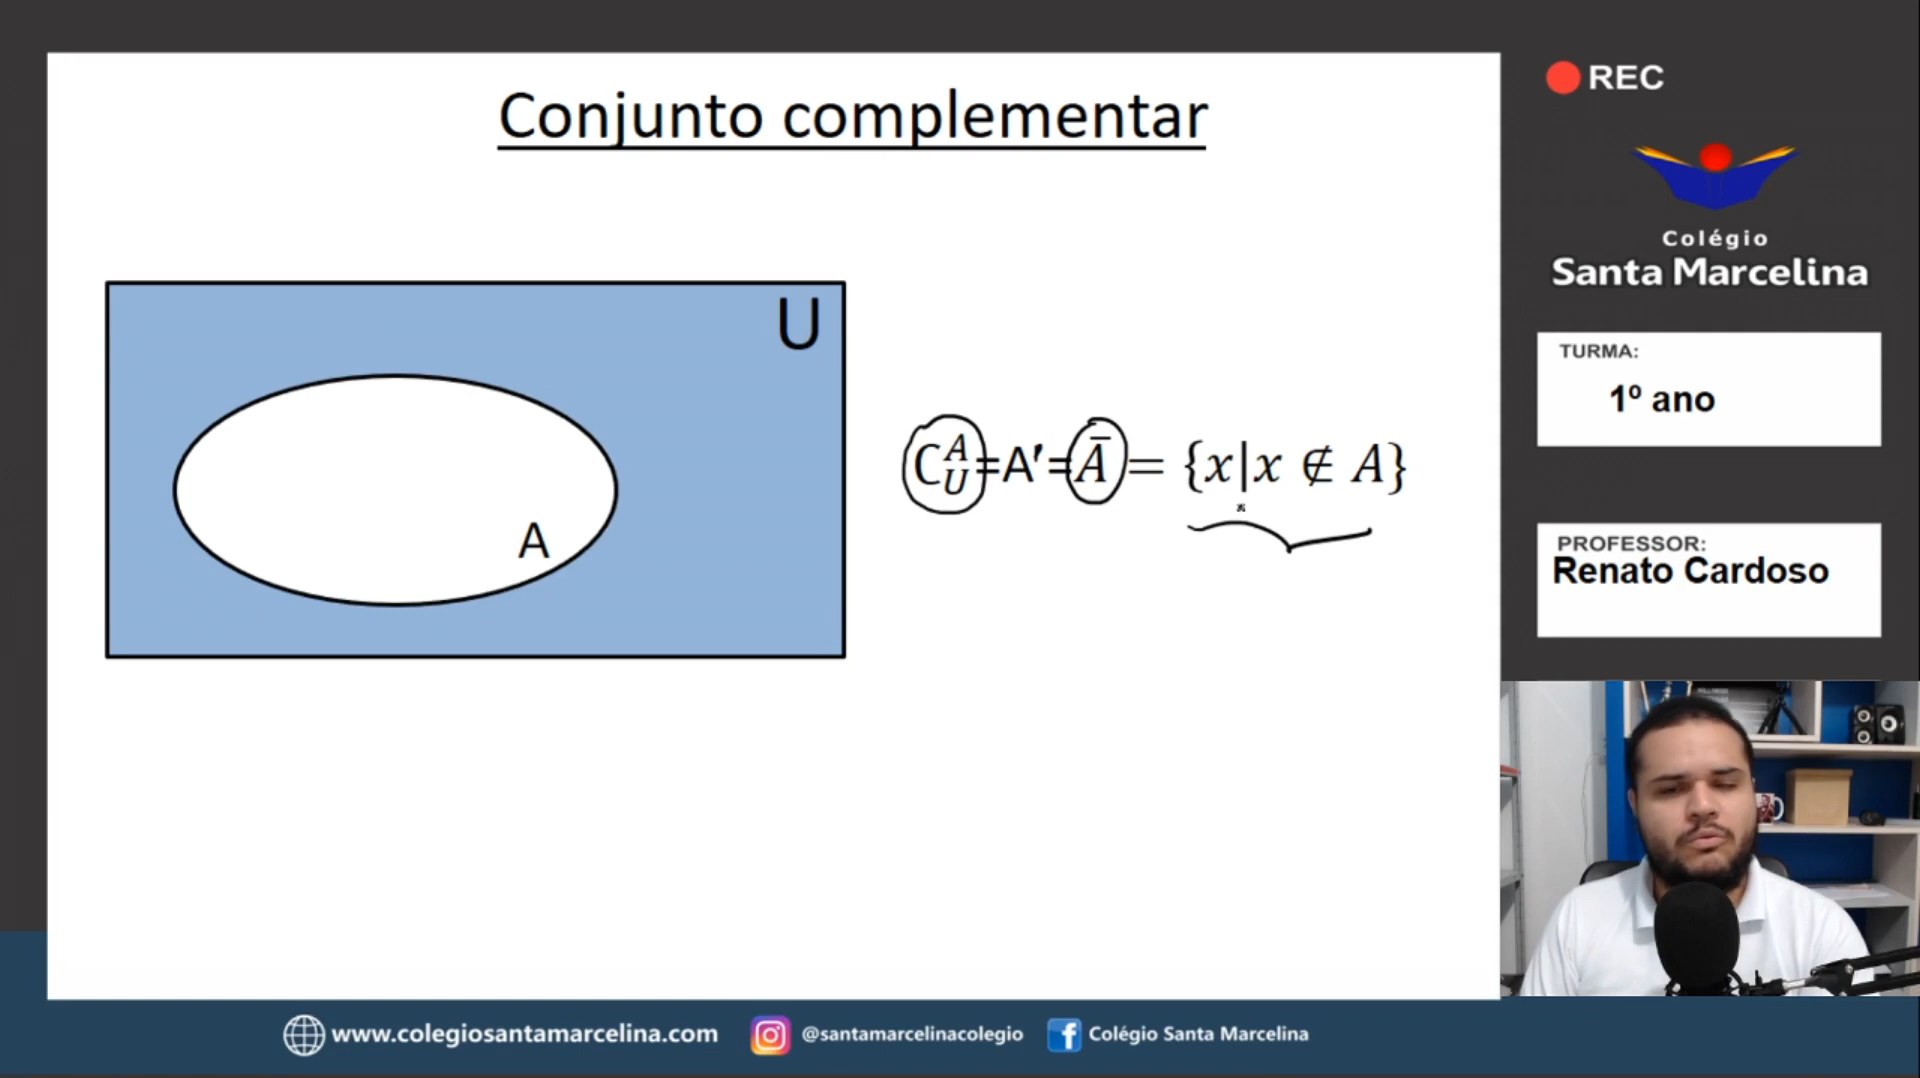 Conjunto complementar
U
A
C_U^A=A'=Ā = {x|x ∉ A}
REC
Colégio
Santa Marcelina
TURMA:
1º ano
PROFESSOR:
Renato Cardoso
www.colegiosantamarcelina.com @santamarcelinacolegio Colégio Santa Marcelina